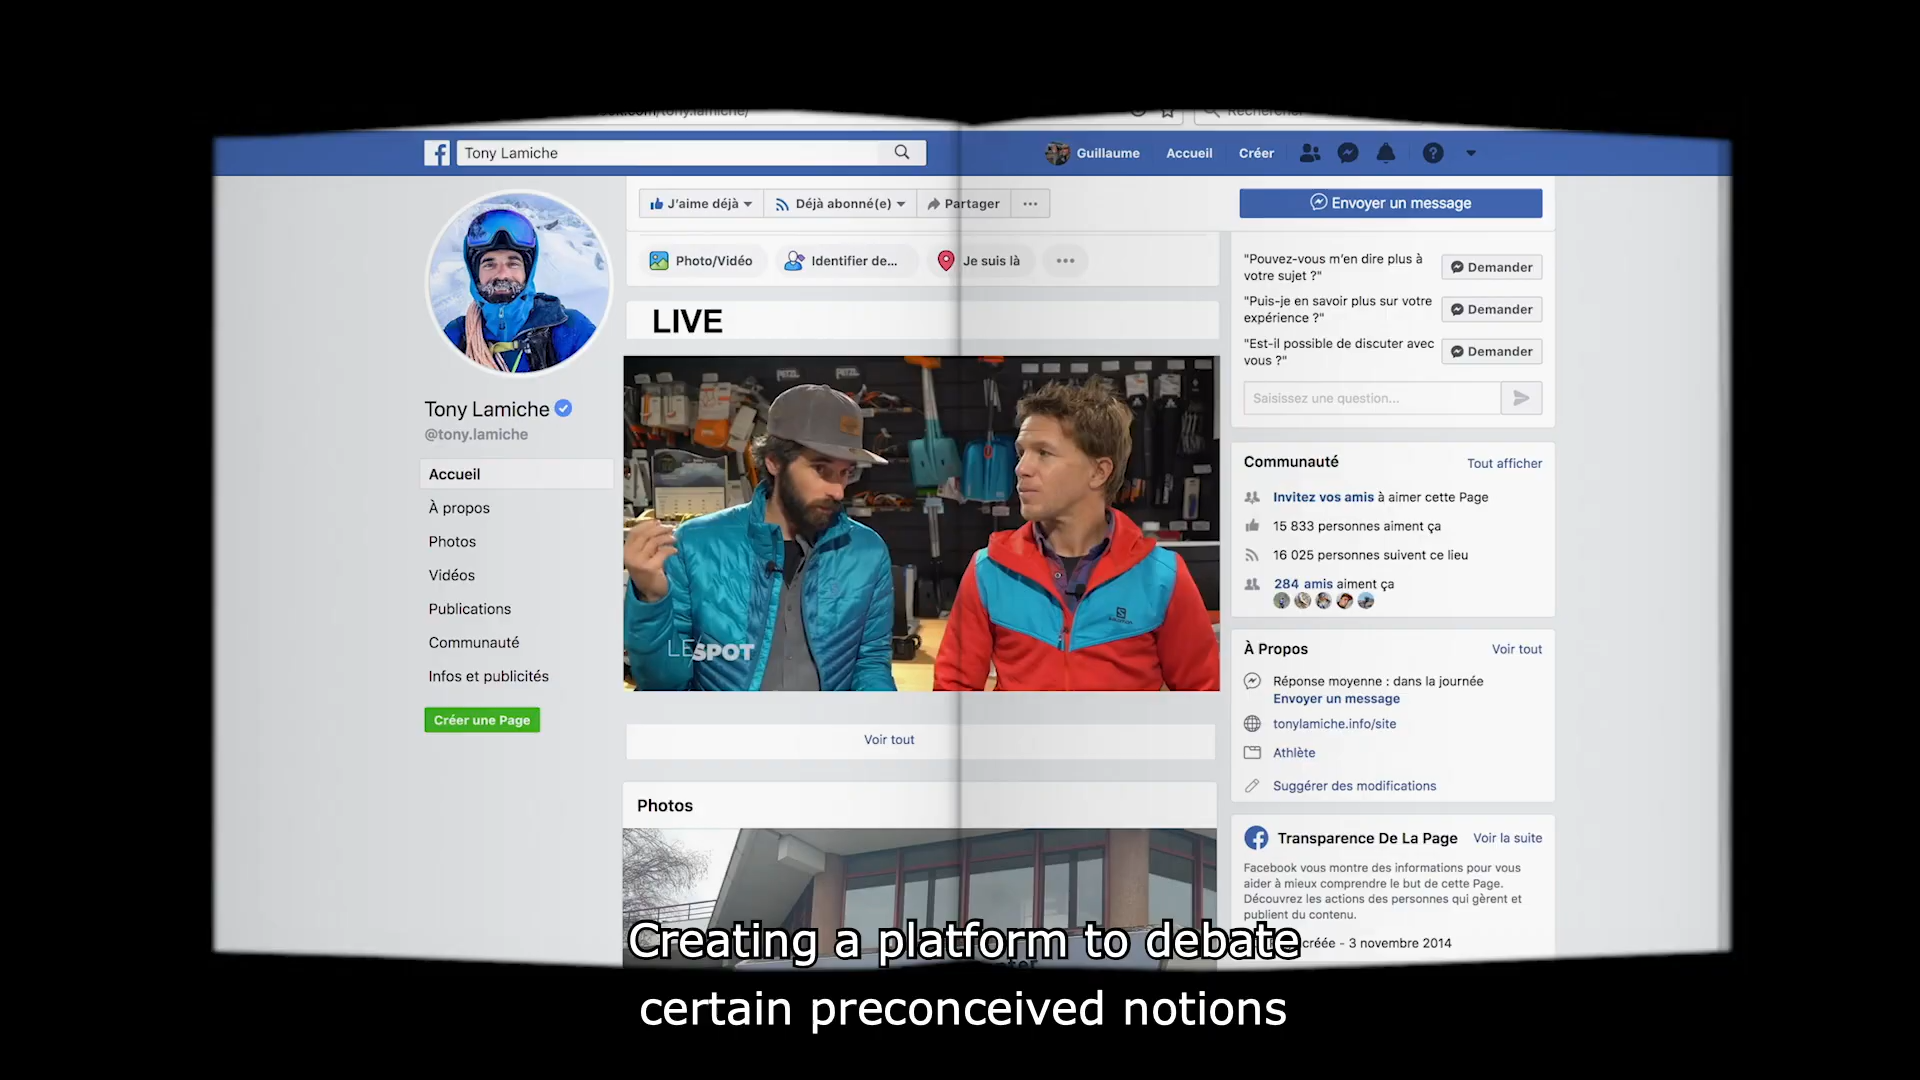 tony.lamiche/
Rechercher
Tony Lamiche
Guillaume
Accueil
Créer
J'aime déjà
Déjà abonné(e)
Partager
Envoyer un message
Photo/Vidéo
Identifier de...
Je suis là
LIVE
PETZL
PETZL
LE SPOT
SALOMON
Tony Lamiche
@tony.lamiche
Accueil
À propos
Photos
Vidéos
Publications
Communauté
Infos et publicités
Créer une Page
Voir tout
Photos
"Pouvez-vous m'en dire plus à
votre sujet ?"
Demander
"Puis-je en savoir plus sur votre
expérience ?"
Demander
"Est-il possible de discuter avec
vous ?"
Demander
Saisissez une question...
Communauté
Tout afficher
Invitez vos amis à aimer cette Page
15 833 personnes aiment ça
16 025 personnes suivent ce lieu
284 amis aiment ça
À Propos
Voir tout
Réponse moyenne : dans la journée
Envoyer un message
tonylamiche.info/site
Athlète
Suggérer des modifications
Transparence De La Page
Voir la suite
Facebook vous montre des informations pour vous
aider à mieux comprendre le but de cette Page.
Découvrez les actions des personnes qui gèrent et
publient du contenu.
créée - 3 novembre 2014
Creating a platform to debate
certain preconceived notions